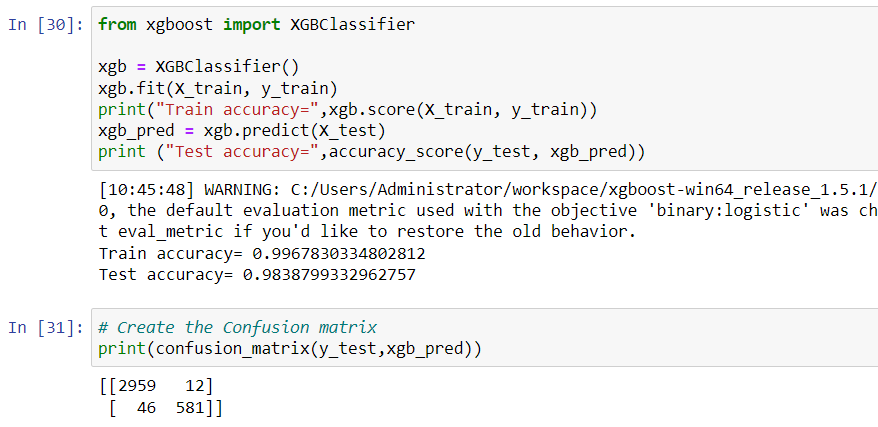 In [30]: from xgboost import XGBClassifier
xgb = XGBClassifier()
xgb.fit(X_train, y_train)
print("Train accuracy=",xgb.score(X_train, y_train))
xgb_pred = xgb.predict(X_test)
print ("Test accuracy=",accuracy_score(y_test, xgb_pred))
[10:45:48] WARNING: C:/Users/Administrator/workspace/xgboost-win64_release_1.5.1/
0, the default evaluation metric used with the objective 'binary:logistic' was ch
t eval_metric if you'd like to restore the old behavior.
Train accuracy= 0.9967830334802812
Test accuracy= 0.9838799332962757
In [31]: # Create the Confusion matrix
print(confusion_matrix(y_test,xgb_pred))
[[2959   12]
 [  46  581]]